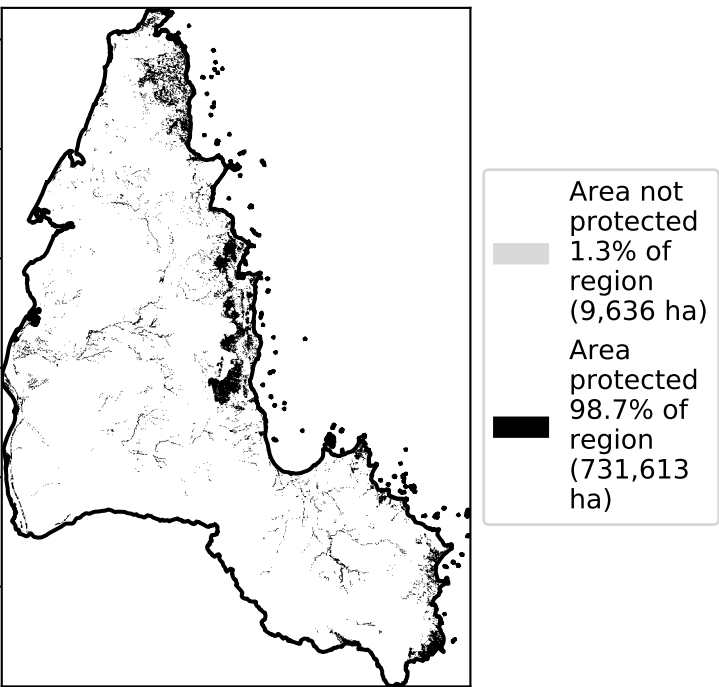 Area not
protected
1.3% of
region
(9,636 ha)
Area
protected
98.7% of
region
(731,613
ha)